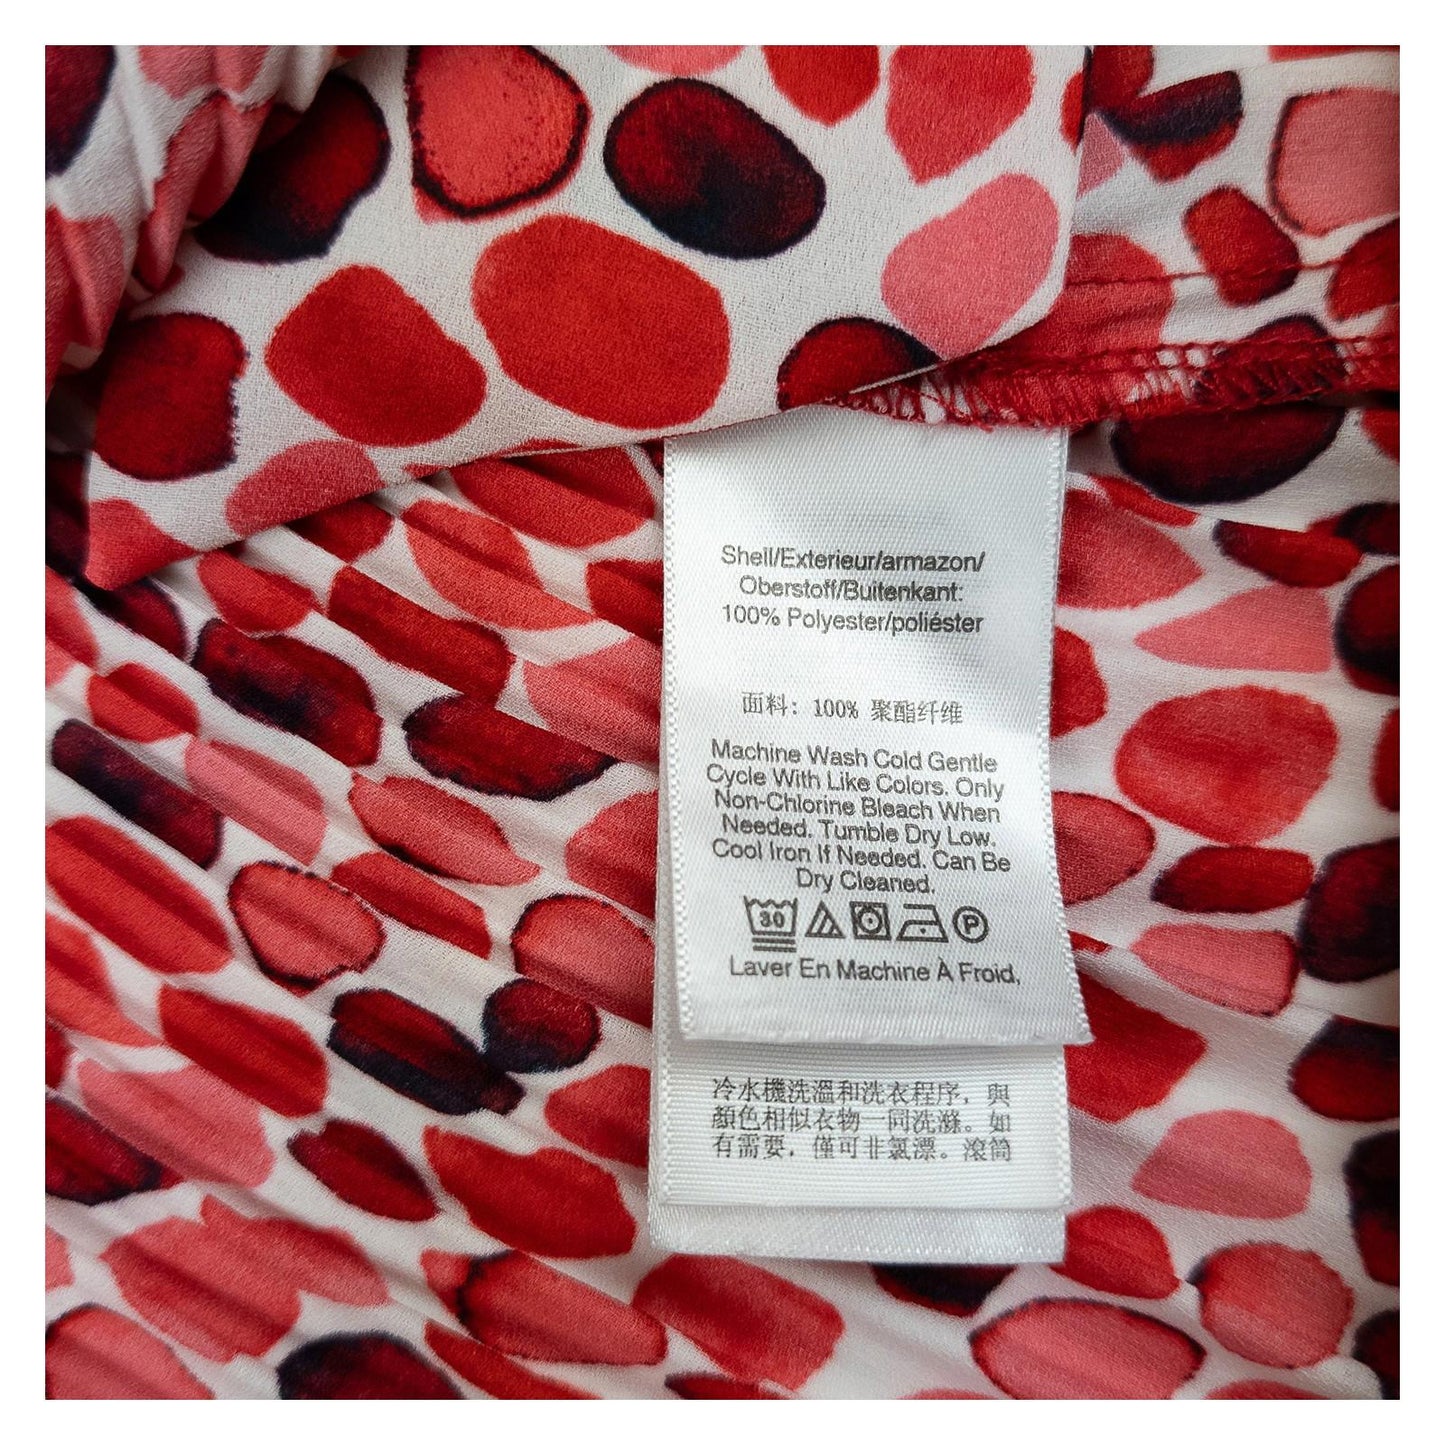 Shell/Exterieur/armazon/
Oberstoff/Buitenkant:
100% Polyester/poliéster
面料: 100% 聚酯纤维
Machine Wash Cold Gentle
Cycle With Like Colors. Only
Non-Chlorine Bleach When
Needed. Tumble Dry Low.
Cool Iron If Needed. Can Be
Dry Cleaned.
30 P
Laver En Machine À Froid,
冷水機洗溫和洗衣程序，與
顏色相似衣物一同洗滌。如
有需要，僅可非氯漂。滾筒